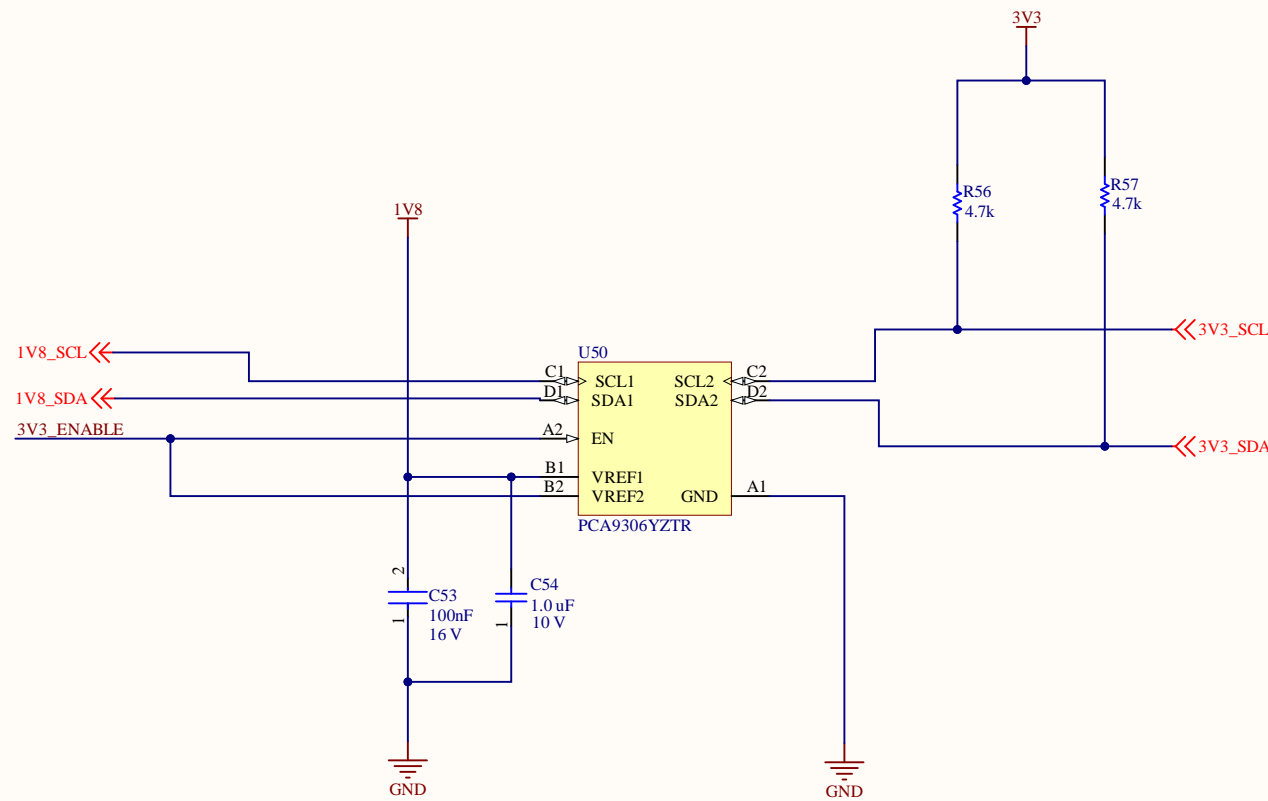 3V3
R56
4.7k
R57
4.7k
1V8
3V3_SCL
1V8_SCL
U50
C1
SCL1
SCL2
C2
1V8_SDA
D1
SDA1
SDA2
D2
3V3_ENABLE
A2
EN
3V3_SDA
B1
VREF1
B2
VREF2
GND
A1
PCA9306YZTR
2
C53
100nF
16 V
1
C54
1.0 uF
10 V
1
GND
GND